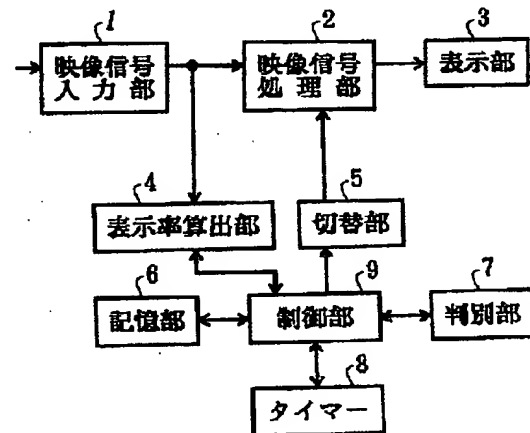 1
映像信号
入力部
2
映像信号
処理部
3
表示部
4
表示率算出部
5
切替部
6
記憶部
9
制御部
7
判別部
8
タイマー